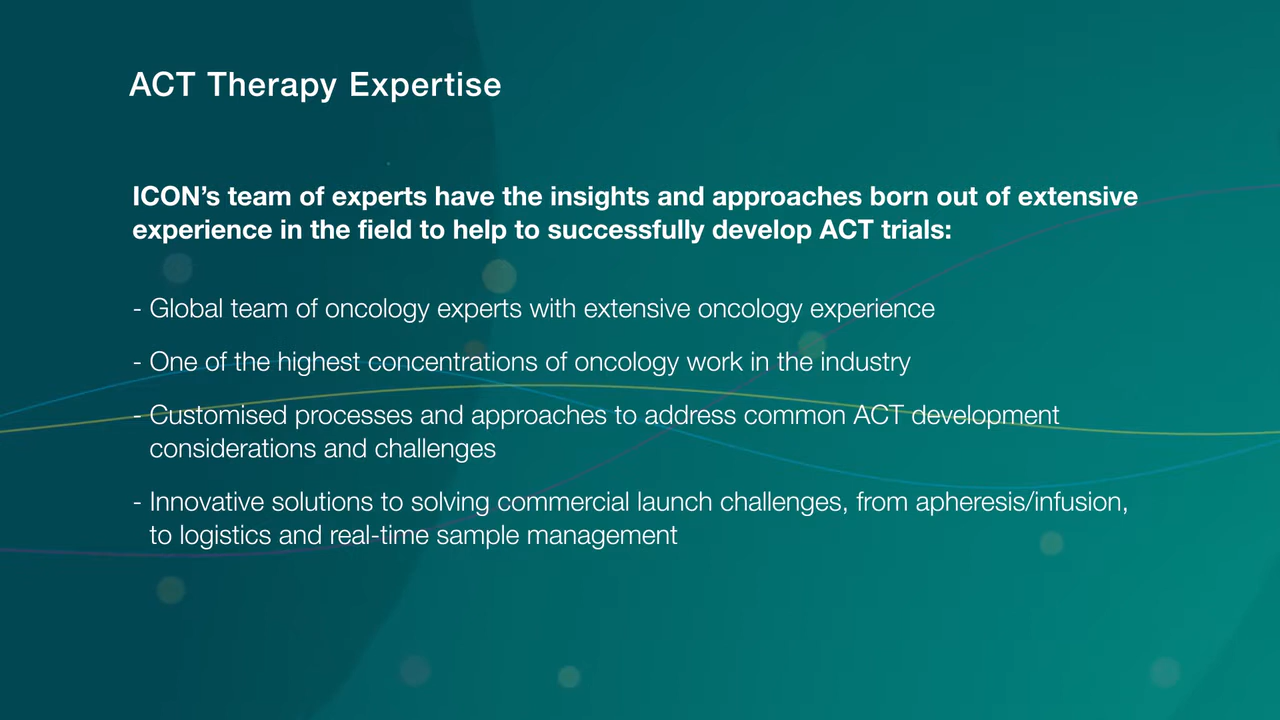 ACT Therapy Expertise
ICON’s team of experts have the insights and approaches born out of extensive
experience in the field to help to successfully develop ACT trials:
- Global team of oncology experts with extensive oncology experience
- One of the highest concentrations of oncology work in the industry
- Customised processes and approaches to address common ACT development
considerations and challenges
- Innovative solutions to solving commercial launch challenges, from apheresis/infusion,
to logistics and real-time sample management